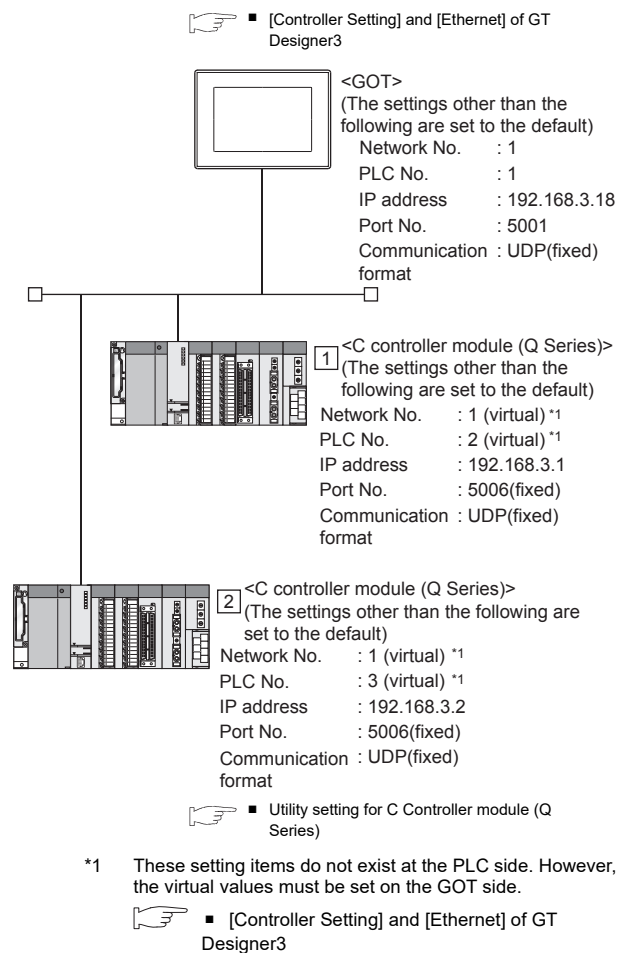 ■ [Controller Setting] and [Ethernet] of GT
Designer3
<GOT>
(The settings other than the
following are set to the default)
Network No. : 1
PLC No. : 1
IP address : 192.168.3.18
Port No. : 5001
Communication : UDP(fixed)
format
1 <C controller module (Q Series)>
(The settings other than the
following are set to the default)
Network No. : 1 (virtual) *1
PLC No. : 2 (virtual) *1
IP address : 192.168.3.1
Port No. : 5006(fixed)
Communication : UDP(fixed)
format
2 <C controller module (Q Series)>
(The settings other than the following are
set to the default)
Network No. : 1 (virtual) *1
PLC No. : 3 (virtual) *1
IP address : 192.168.3.2
Port No. : 5006(fixed)
Communication : UDP(fixed)
format
■ Utility setting for C Controller module (Q
Series)
*1 These setting items do not exist at the PLC side. However,
the virtual values must be set on the GOT side.
■ [Controller Setting] and [Ethernet] of GT
Designer3